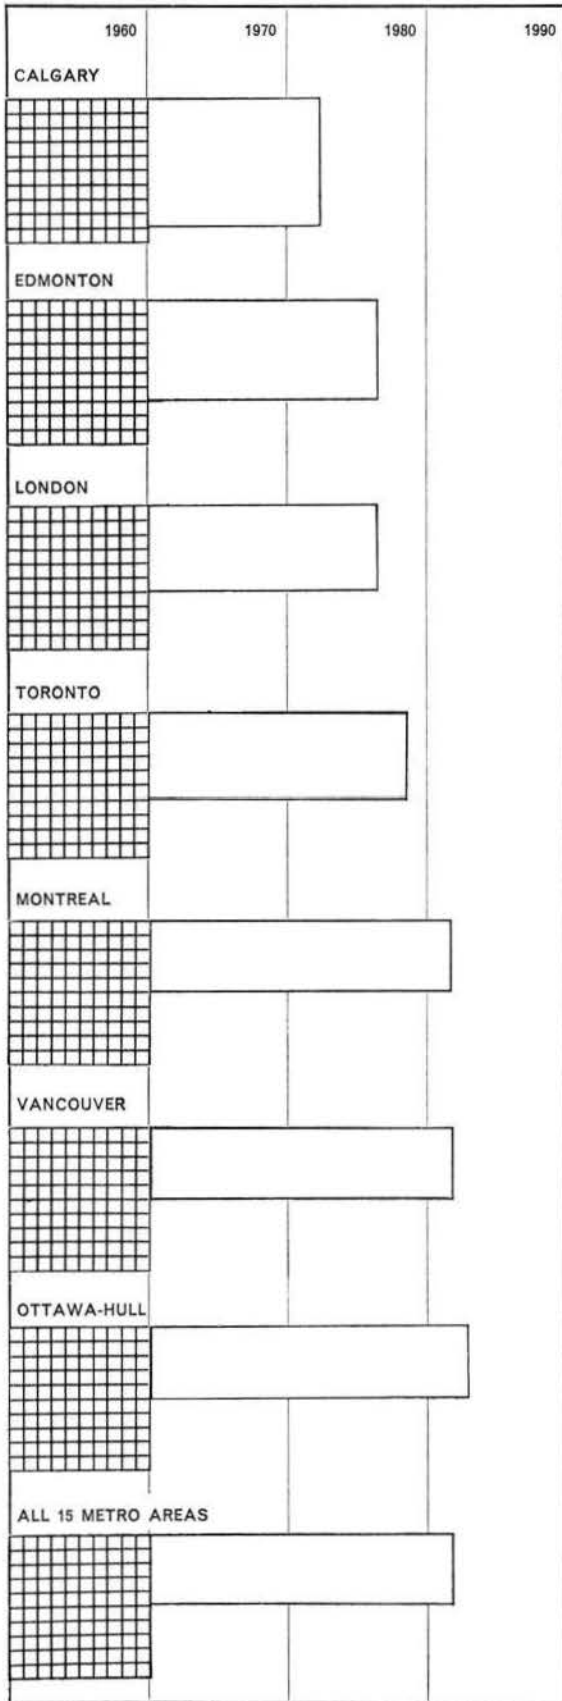 1960 1970 1980 1990
CALGARY
EDMONTON
LONDON
TORONTO
MONTREAL
VANCOUVER
OTTAWA-HULL
ALL 15 METRO AREAS